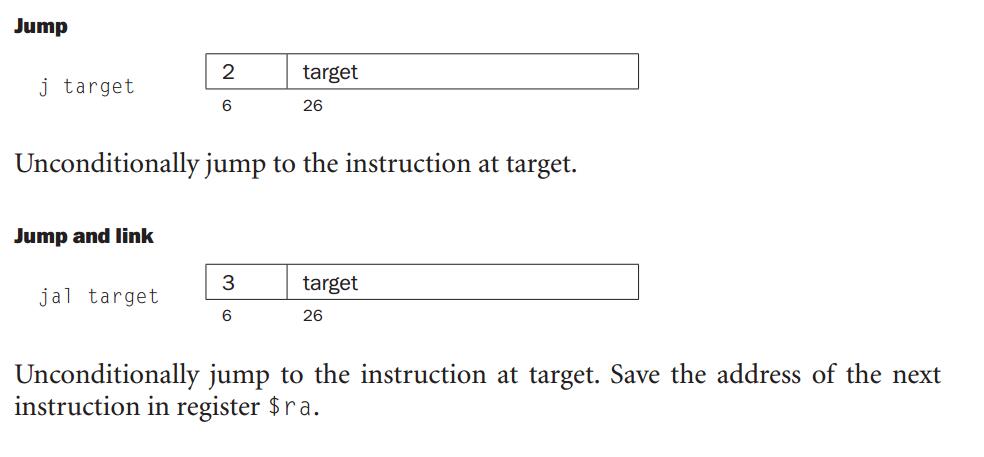 Jump
j target
2 target
6 26
Unconditionally jump to the instruction at target.
Jump and link
jal target
3 target
6 26
Unconditionally jump to the instruction at target. Save the address of the next
instruction in register $ra.